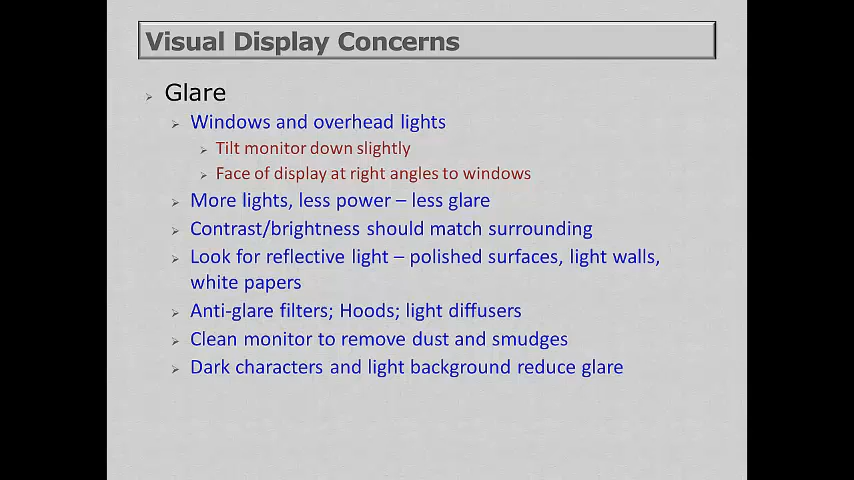 Visual Display Concerns
Glare
Windows and overhead lights
Tilt monitor down slightly
Face of display at right angles to windows
More lights, less power – less glare
Contrast/brightness should match surrounding
Look for reflective light – polished surfaces, light walls,
white papers
Anti-glare filters; Hoods; light diffusers
Clean monitor to remove dust and smudges
Dark characters and light background reduce glare